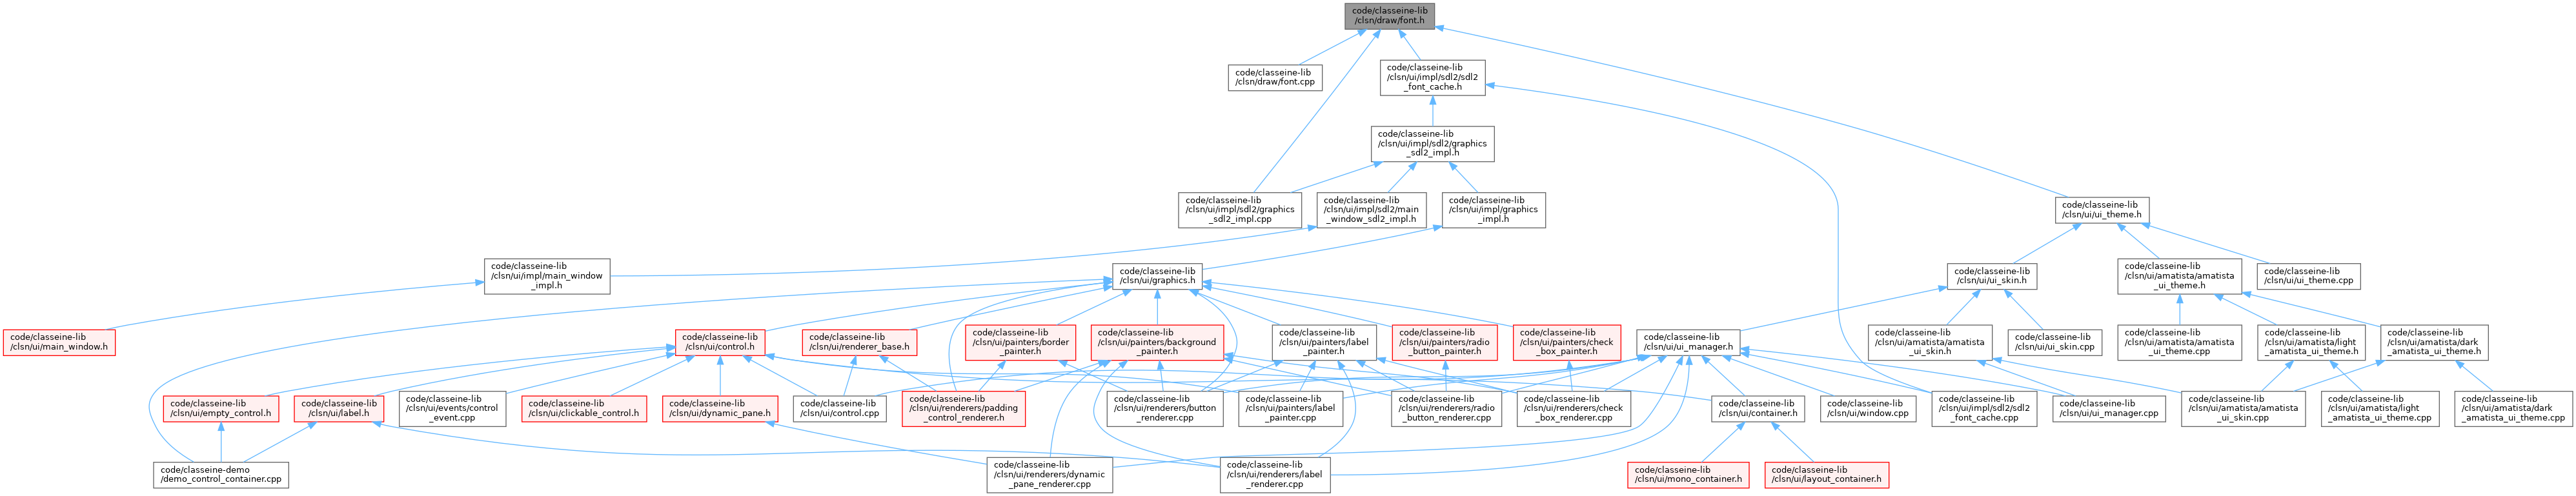 code/classeine-lib
/clsn/draw/font.h
code/classeine-lib
/clsn/draw/font.cpp
code/classeine-lib
/clsn/ui/impl/sdl2/sdl2
_font_cache.h
code/classeine-lib
/clsn/ui/impl/sdl2/graphics
_sdl2_impl.h
code/classeine-lib
/clsn/ui/impl/sdl2/graphics
_sdl2_impl.cpp
code/classeine-lib
/clsn/ui/impl/sdl2/main
_window_sdl2_impl.h
code/classeine-lib
/clsn/ui/impl/graphics
_impl.h
code/classeine-lib
/clsn/ui/ui_theme.h
code/classeine-lib
/clsn/ui/impl/main_window
_impl.h
code/classeine-lib
/clsn/ui/graphics.h
code/classeine-lib
/clsn/ui/ui_skin.h
code/classeine-lib
/clsn/ui/amatista/amatista
_ui_theme.h
code/classeine-lib
/clsn/ui/ui_theme.cpp
code/classeine-lib
/clsn/ui/main_window.h
code/classeine-lib
/clsn/ui/control.h
code/classeine-lib
/clsn/ui/renderer_base.h
code/classeine-lib
/clsn/ui/painters/border
_painter.h
code/classeine-lib
/clsn/ui/painters/background
_painter.h
code/classeine-lib
/clsn/ui/painters/label
_painter.h
code/classeine-lib
/clsn/ui/painters/radio
_button_painter.h
code/classeine-lib
/clsn/ui/painters/check
_box_painter.h
code/classeine-lib
/clsn/ui/ui_manager.h
code/classeine-lib
/clsn/ui/amatista/amatista
_ui_skin.h
code/classeine-lib
/clsn/ui/ui_skin.cpp
code/classeine-lib
/clsn/ui/amatista/amatista
_ui_theme.cpp
code/classeine-lib
/clsn/ui/amatista/light
_amatista_ui_theme.h
code/classeine-lib
/clsn/ui/amatista/dark
_amatista_ui_theme.h
code/classeine-lib
/clsn/ui/empty_control.h
code/classeine-lib
/clsn/ui/label.h
code/classeine-lib
/clsn/ui/events/control
_event.cpp
code/classeine-lib
/clsn/ui/clickable_control.h
code/classeine-lib
/clsn/ui/dynamic_pane.h
code/classeine-lib
/clsn/ui/control.cpp
code/classeine-lib
/clsn/ui/renderers/padding
_control_renderer.h
code/classeine-lib
/clsn/ui/renderers/button
_renderer.cpp
code/classeine-lib
/clsn/ui/painters/label
_painter.cpp
code/classeine-lib
/clsn/ui/renderers/radio
_button_renderer.cpp
code/classeine-lib
/clsn/ui/renderers/check
_box_renderer.cpp
code/classeine-lib
/clsn/ui/container.h
code/classeine-lib
/clsn/ui/window.cpp
code/classeine-lib
/clsn/ui/impl/sdl2/sdl2
_font_cache.cpp
code/classeine-lib
/clsn/ui/ui_manager.cpp
code/classeine-lib
/clsn/ui/amatista/amatista
_ui_skin.cpp
code/classeine-lib
/clsn/ui/amatista/light
_amatista_ui_theme.cpp
code/classeine-lib
/clsn/ui/amatista/dark
_amatista_ui_theme.cpp
code/classeine-demo
/demo_control_container.cpp
code/classeine-lib
/clsn/ui/renderers/dynamic
_pane_renderer.cpp
code/classeine-lib
/clsn/ui/renderers/label
_renderer.cpp
code/classeine-lib
/clsn/ui/mono_container.h
code/classeine-lib
/clsn/ui/layout_container.h